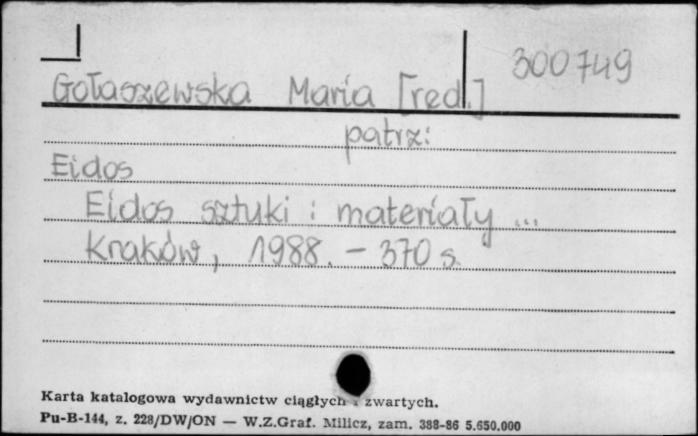 300749
Gołaszewska Maria [red.]
patrz:
Eidos
Eidos sztuki : materiały ...
Kraków, 1988. – 370 s.
Karta katalogowa wydawnictw ciągłych i zwartych.
Pu-B-144, z. 228/DW/ON — W.Z.Graf. Milicz, zam. 388-86 5.650.000